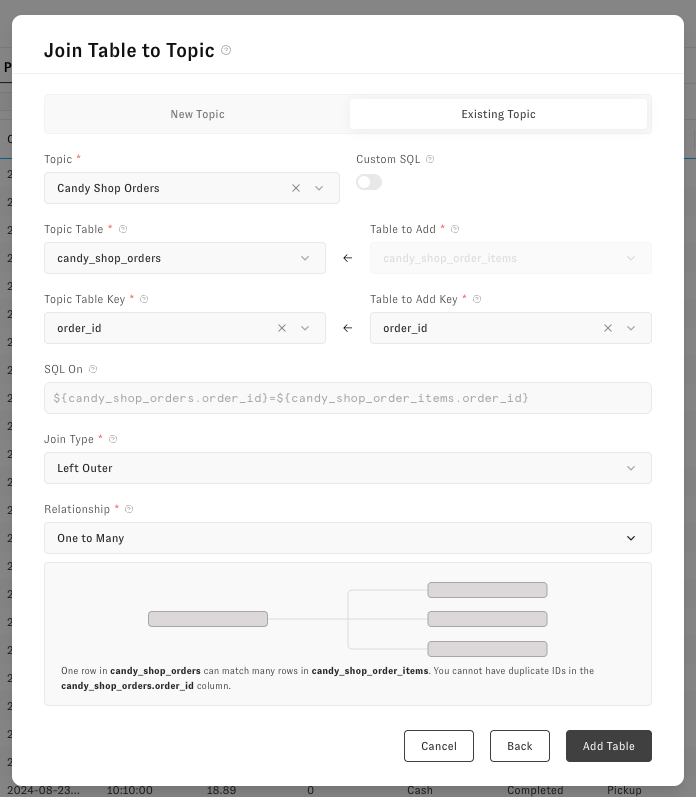 Join Table to Topic
New Topic
Existing Topic
Topic *
Custom SQL
Candy Shop Orders
Topic Table *
Table to Add *
candy_shop_orders
candy_shop_order_items
Topic Table Key *
Table to Add Key *
order_id
order_id
SQL On
${candy_shop_orders.order_id}=${candy_shop_order_items.order_id}
Join Type *
Left Outer
Relationship *
One to Many
One row in candy_shop_orders can match many rows in candy_shop_order_items. You cannot have duplicate IDs in the
candy_shop_orders.order_id column.
Cancel
Back
Add Table
2024-08-23... 10:10:00 18.89 0 Cash Completed Pickup